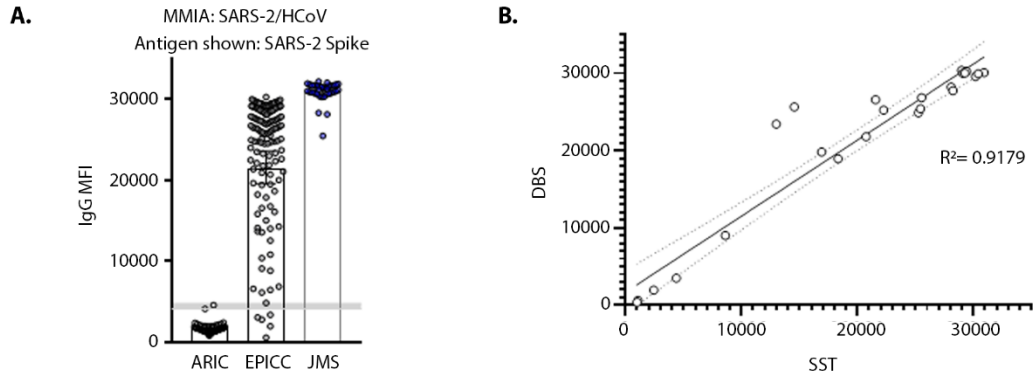 A.
MMIA: SARS-2/HCoV
Antigen shown: SARS-2 Spike
IgG MFI
30000
20000
10000
0
ARIC EPICC JMS
B.
DBS
30000
20000
10000
0
R²= 0.9179
0 10000 20000 30000
SST